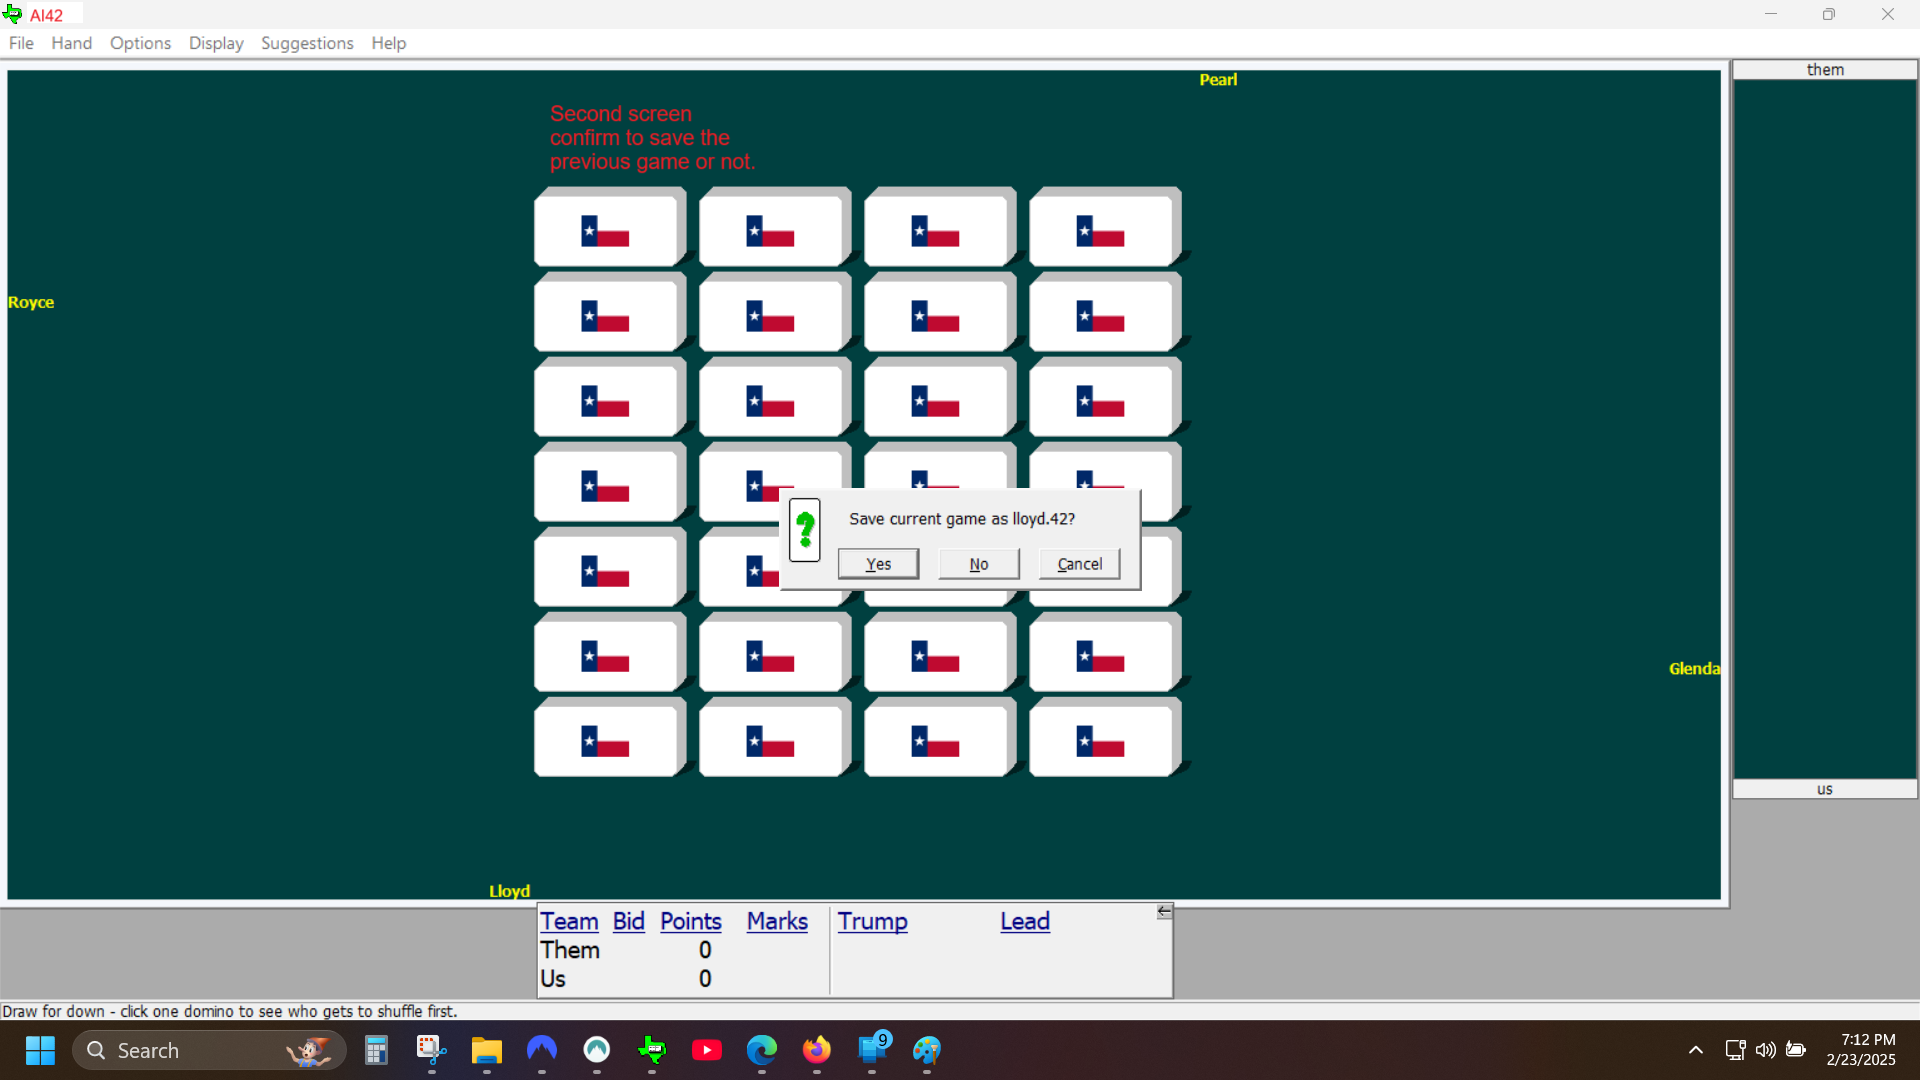 AI42
File Hand Options Display Suggestions Help
them
Pearl
Second screen
confirm to save the
previous game or not.
Royce
Save current game as lloyd.42?
Yes No Cancel
Glenda
us
Lloyd
Team Bid Points Marks Trump Lead
Them 0
Us 0
Draw for down - click one domino to see who gets to shuffle first.
Search
9
7:12 PM
2/23/2025